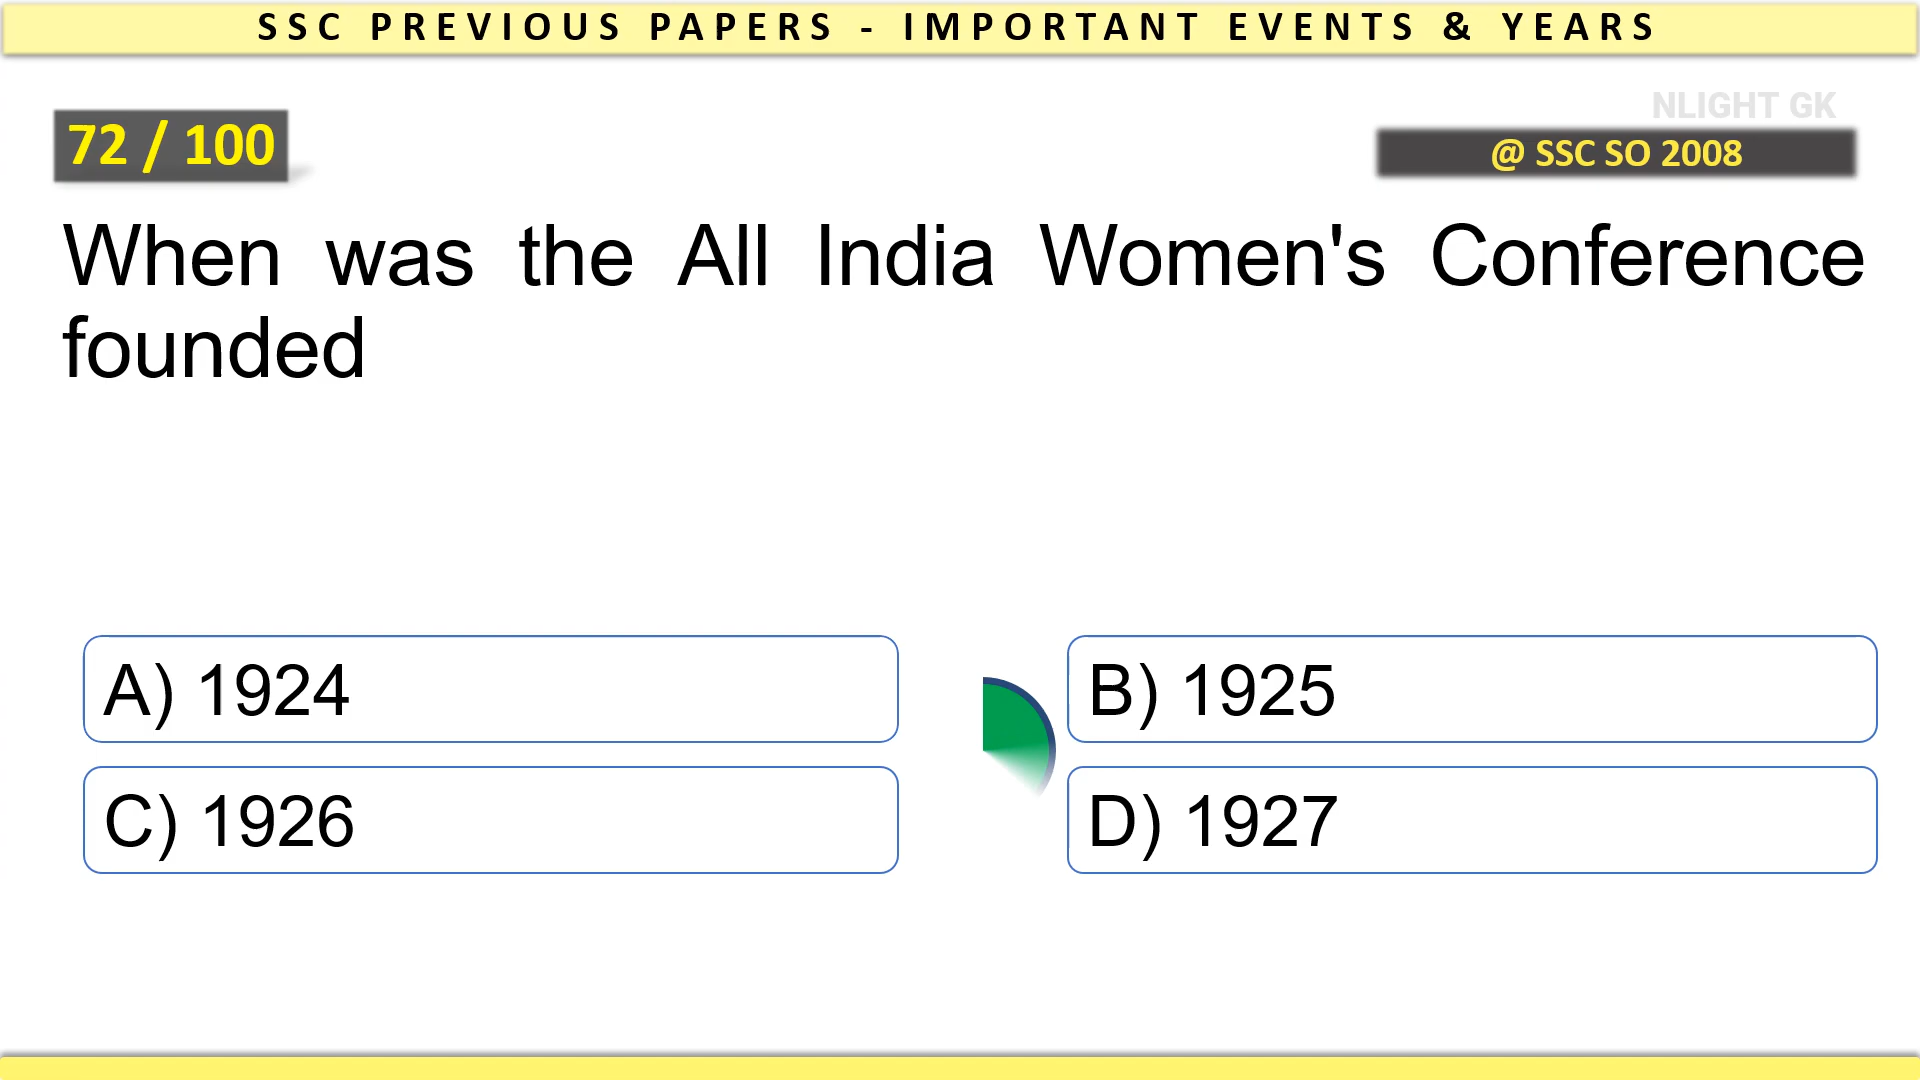 SSC PREVIOUS PAPERS - IMPORTANT EVENTS & YEARS
NLIGHT GK
72 / 100
@ SSC SO 2008
When was the All India Women's Conference
founded
A) 1924
B) 1925
C) 1926
D) 1927